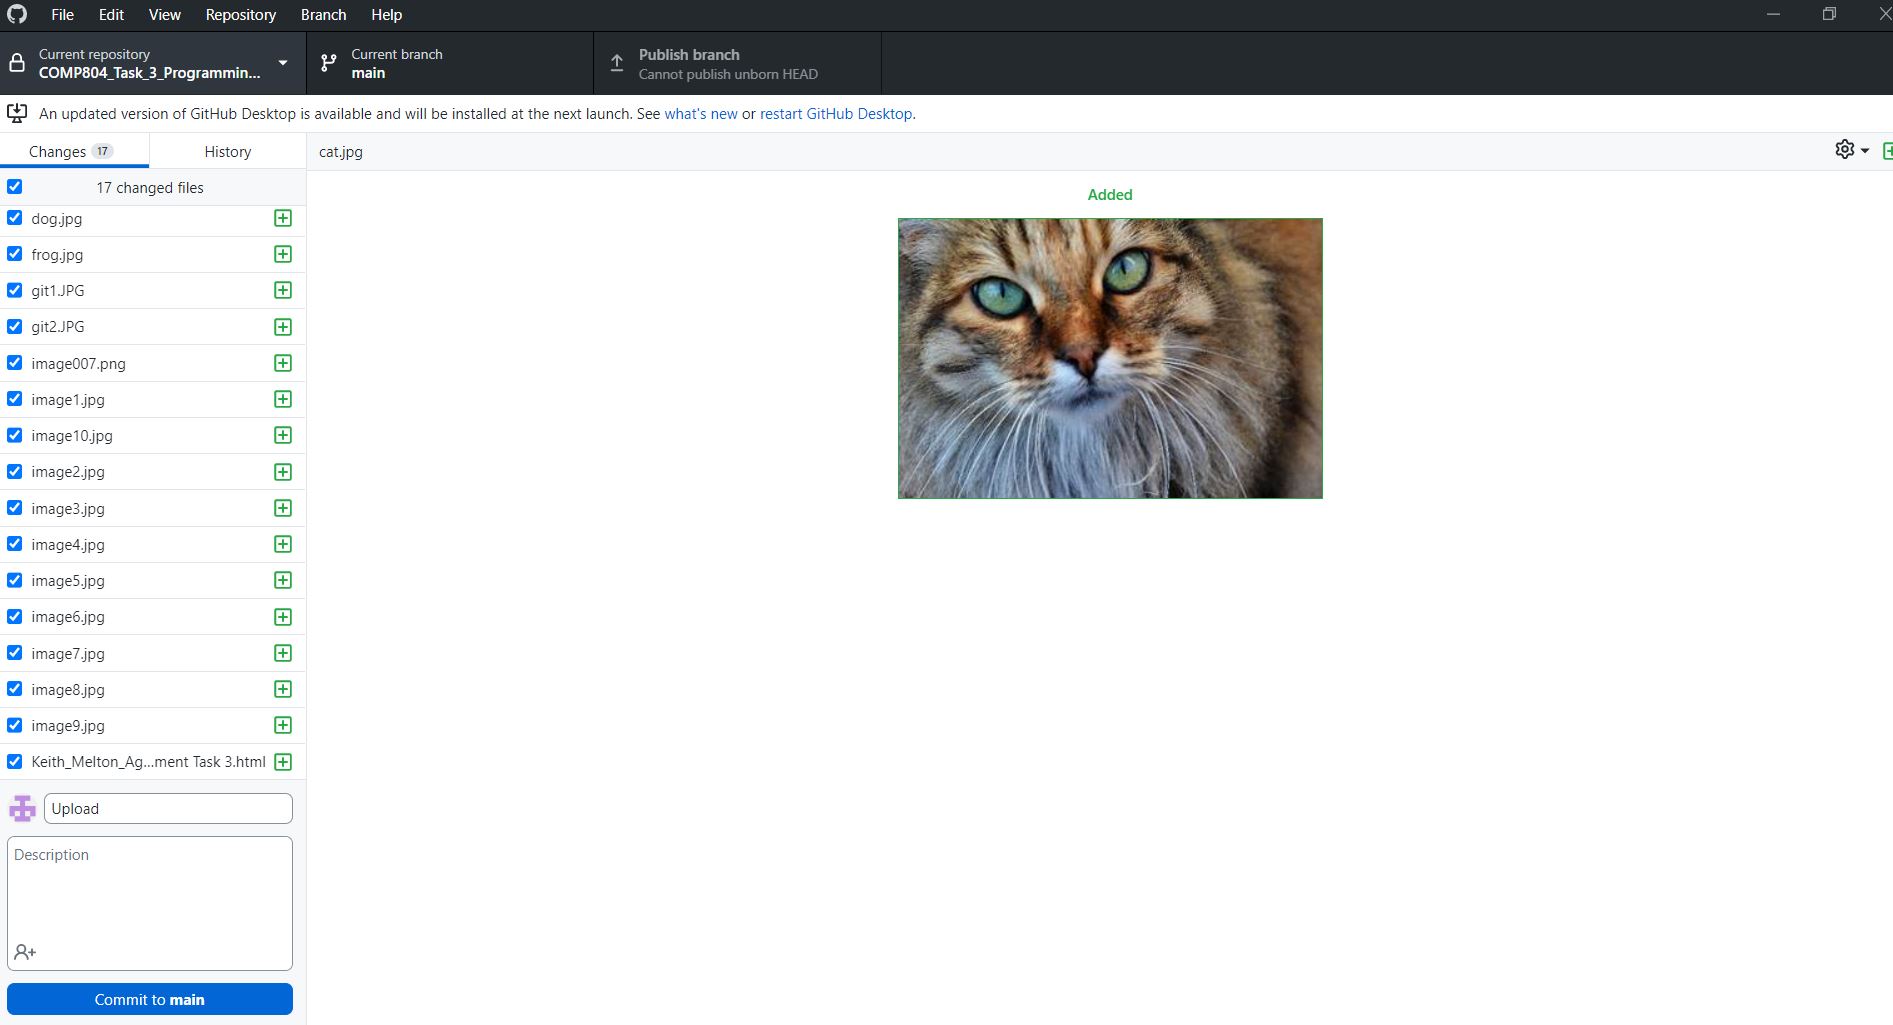 File Edit View Repository Branch Help
Current repository
COMP804_Task_3_Programmin...
Current branch
main
Publish branch
Cannot publish unborn HEAD
An updated version of GitHub Desktop is available and will be installed at the next launch. See what's new or restart GitHub Desktop.
Changes 17
History
cat.jpg
17 changed files
Added
dog.jpg
frog.jpg
git1.JPG
git2.JPG
image007.png
image1.jpg
image10.jpg
image2.jpg
image3.jpg
image4.jpg
image5.jpg
image6.jpg
image7.jpg
image8.jpg
image9.jpg
Keith_Melton_Ag...ment Task 3.html
Upload
Description
Commit to main